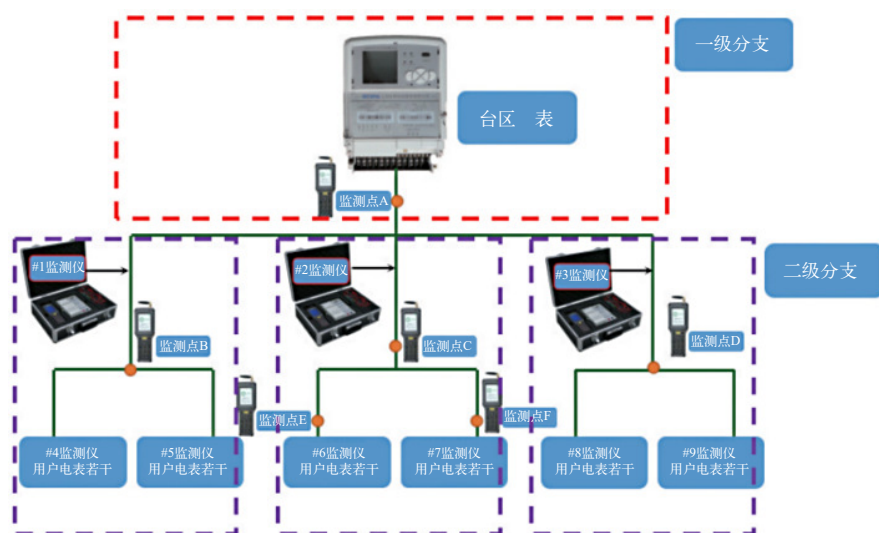 一级分支
台区 表
监测点A
#1监测仪
#2监测仪
#3监测仪
二级分支
监测点B
监测点C
监测点D
监测点E
监测点F
#4监测仪
用户电表若干
#5监测仪
用户电表若干
#6监测仪
用户电表若干
#7监测仪
用户电表若干
#8监测仪
用户电表若干
#9监测仪
用户电表若干